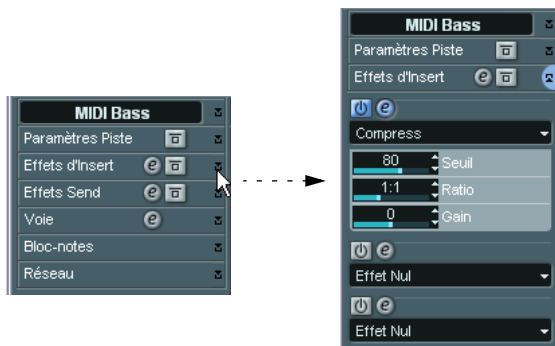 MIDI Bass
Paramètres Piste
Effets d'Insert
Effets Send
Voie
Bloc-notes
Réseau
MIDI Bass
Paramètres Piste
Effets d'Insert
Compress
80 Seuil
1:1 Ratio
0 Gain
Effet Nul
Effet Nul